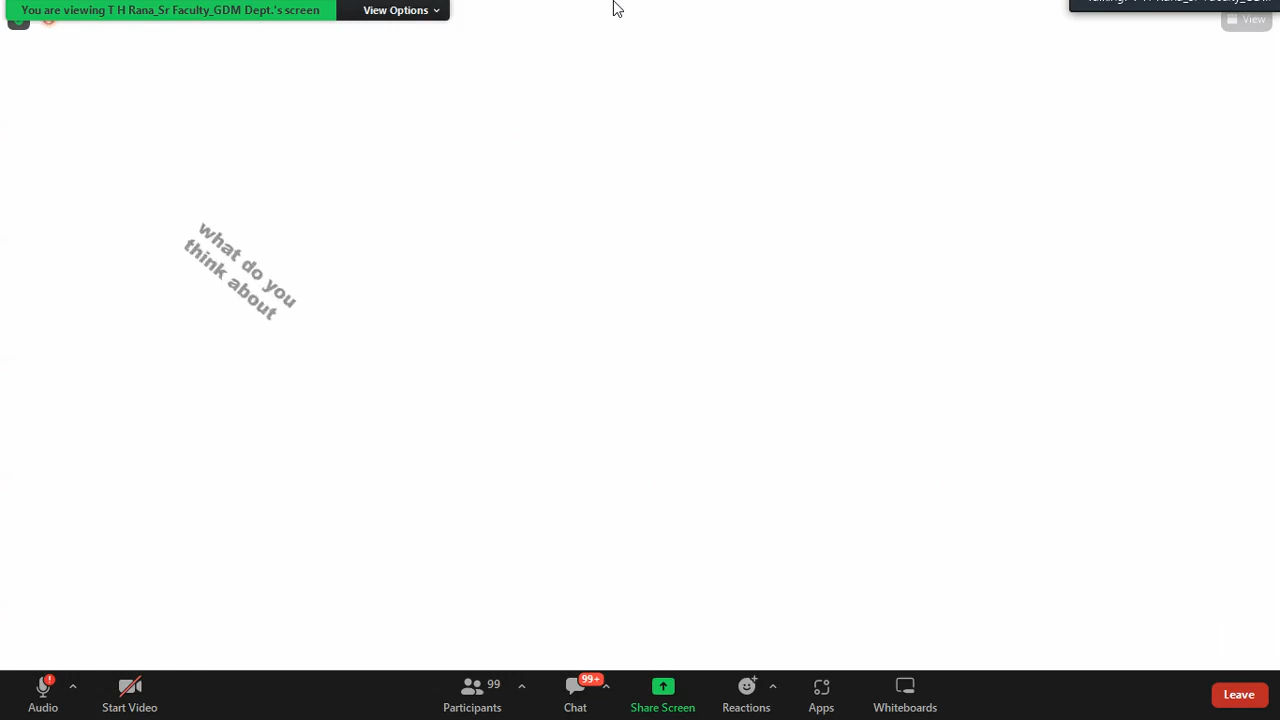 You are viewing T H Rana_Sr Faculty_GDM Dept.'s screen
View Options
View
what do you
think about
Audio
Start Video
99
Participants
99+
Chat
Share Screen
Reactions
Apps
Whiteboards
Leave